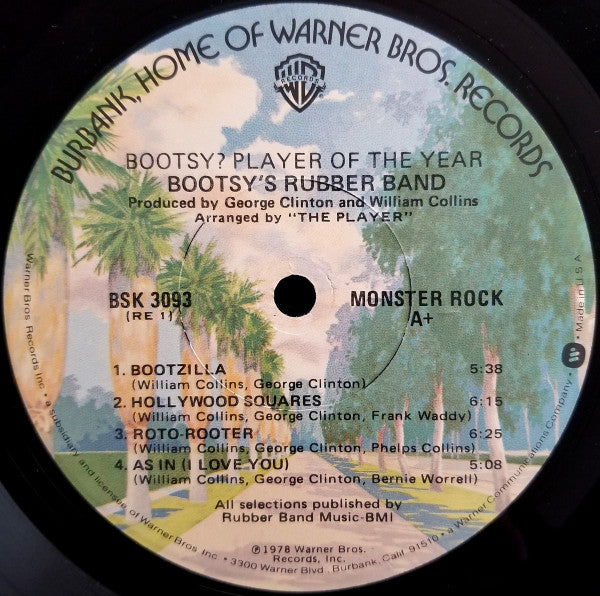 BURBANK, HOME OF WARNER BROS. RECORDS
WB
RECORDS
BOOTSY? PLAYER OF THE YEAR
BOOTSY'S RUBBER BAND
Produced by George Clinton and William Collins
Arranged by "THE PLAYER"
BSK 3093
(RE 1)
MONSTER ROCK
A+
1. BOOTZILLA 5:38
(William Collins, George Clinton)
2. HOLLYWOOD SQUARES 6:15
(William Collins, George Clinton, Frank Waddy)
3. ROTO-ROOTER 6:25
(William Collins, George Clinton, Phelps Collins)
4. AS IN (I LOVE YOU) 5:08
(William Collins, George Clinton, Bernie Worrell)
All selections published by
Rubber Band Music-BMI
℗1978 Warner Bros.
Records, Inc.
Warner Bros Records Inc. • a subsidiary and licensee of Warner Bros. Inc. • 3300 Warner Blvd., Burbank, Calif. 91510 • a Warner Communications Company. • Made in U.S.A.